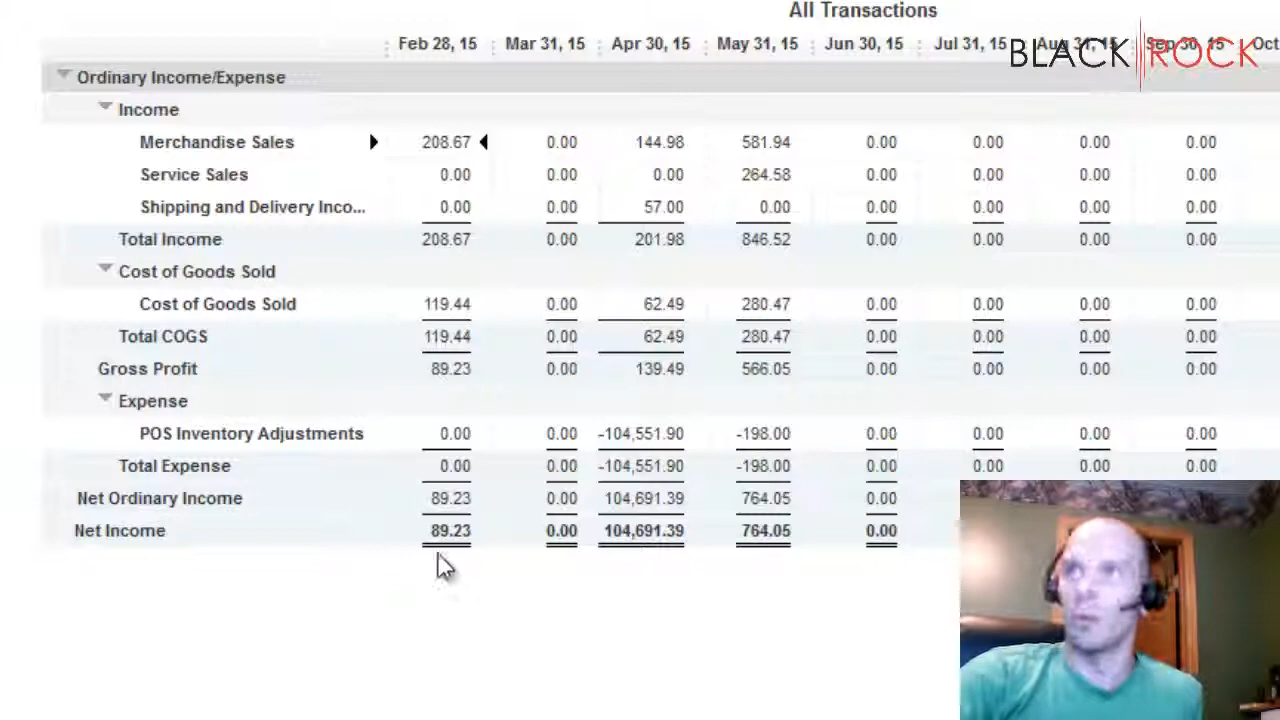 All Transactions
Feb 28, 15 Mar 31, 15 Apr 30, 15 May 31, 15 Jun 30, 15 Jul 31, 15 Aug 31, 15 Sep 30, 15 Oct
BLACK ROCK
Ordinary Income/Expense
Income
Merchandise Sales 208.67 0.00 144.98 581.94 0.00 0.00 0.00 0.00
Service Sales 0.00 0.00 0.00 264.58 0.00 0.00 0.00 0.00
Shipping and Delivery Inco... 0.00 0.00 57.00 0.00 0.00 0.00 0.00 0.00
Total Income 208.67 0.00 201.98 846.52 0.00 0.00 0.00 0.00
Cost of Goods Sold
Cost of Goods Sold 119.44 0.00 62.49 280.47 0.00 0.00 0.00 0.00
Total COGS 119.44 0.00 62.49 280.47 0.00 0.00 0.00 0.00
Gross Profit 89.23 0.00 139.49 566.05 0.00 0.00 0.00 0.00
Expense
POS Inventory Adjustments 0.00 0.00 -104,551.90 -198.00 0.00 0.00 0.00 0.00
Total Expense 0.00 0.00 -104,551.90 -198.00 0.00 0.00 0.00 0.00
Net Ordinary Income 89.23 0.00 104,691.39 764.05 0.00
Net Income 89.23 0.00 104,691.39 764.05 0.00